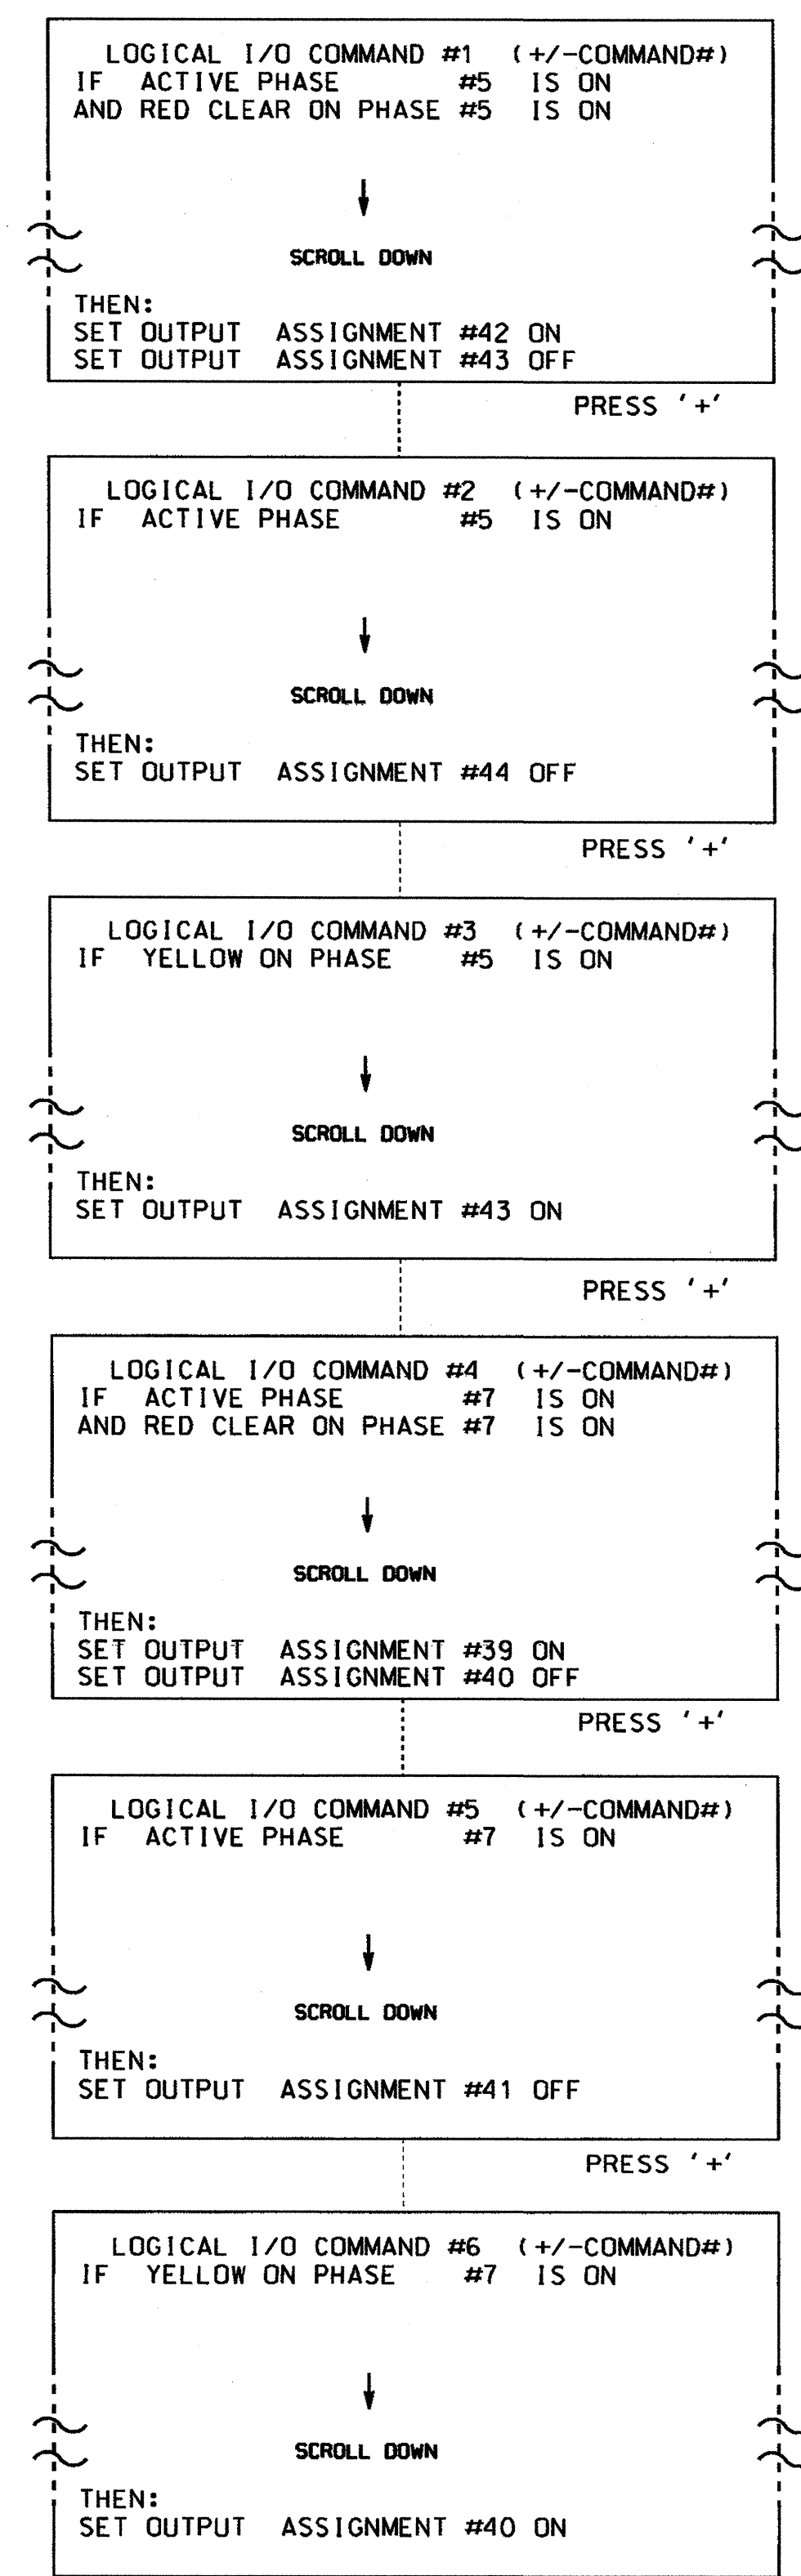 LOGICAL I/O COMMAND #1 (+/-COMMAND#)
IF ACTIVE PHASE #5 IS ON
AND RED CLEAR ON PHASE #5 IS ON
SCROLL DOWN
THEN:
SET OUTPUT ASSIGNMENT #42 ON
SET OUTPUT ASSIGNMENT #43 OFF
PRESS '+'
LOGICAL I/O COMMAND #2 (+/-COMMAND#)
IF ACTIVE PHASE #5 IS ON
SCROLL DOWN
THEN:
SET OUTPUT ASSIGNMENT #44 OFF
PRESS '+'
LOGICAL I/O COMMAND #3 (+/-COMMAND#)
IF YELLOW ON PHASE #5 IS ON
SCROLL DOWN
THEN:
SET OUTPUT ASSIGNMENT #43 ON
PRESS '+'
LOGICAL I/O COMMAND #4 (+/-COMMAND#)
IF ACTIVE PHASE #7 IS ON
AND RED CLEAR ON PHASE #7 IS ON
SCROLL DOWN
THEN:
SET OUTPUT ASSIGNMENT #39 ON
SET OUTPUT ASSIGNMENT #40 OFF
PRESS '+'
LOGICAL I/O COMMAND #5 (+/-COMMAND#)
IF ACTIVE PHASE #7 IS ON
SCROLL DOWN
THEN:
SET OUTPUT ASSIGNMENT #41 OFF
PRESS '+'
LOGICAL I/O COMMAND #6 (+/-COMMAND#)
IF YELLOW ON PHASE #7 IS ON
SCROLL DOWN
THEN:
SET OUTPUT ASSIGNMENT #40 ON